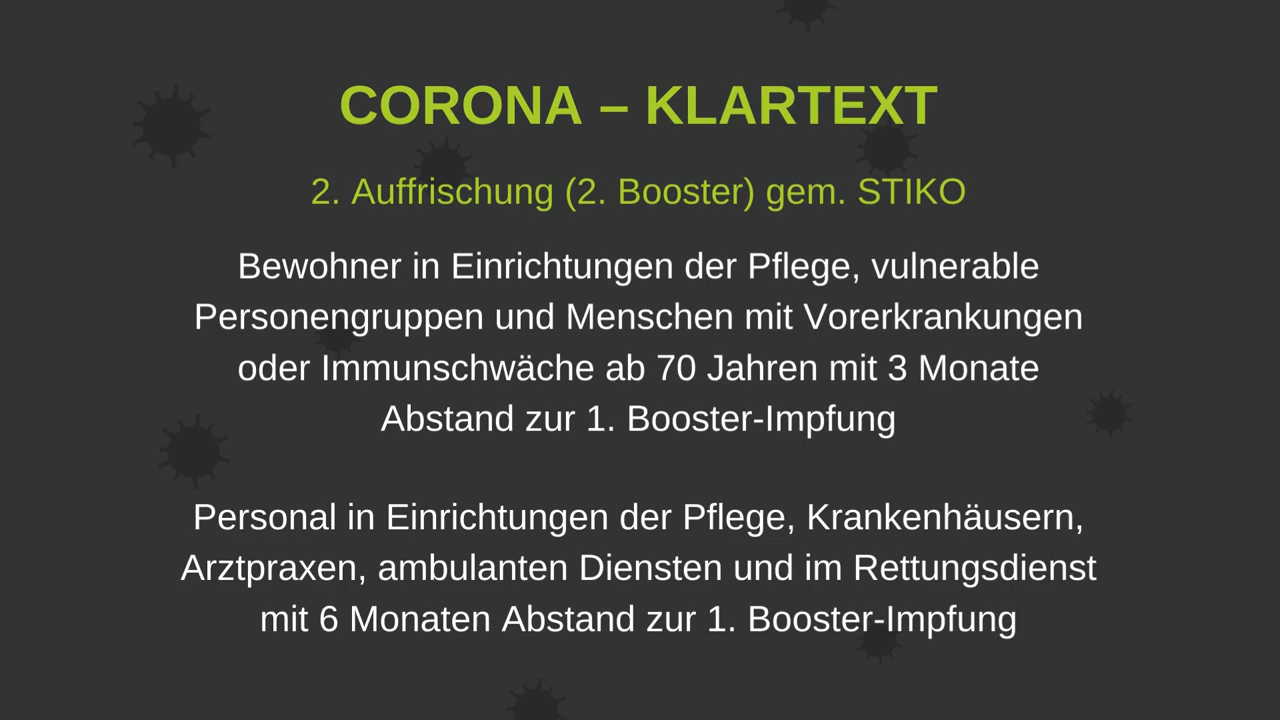 CORONA – KLARTEXT
2. Auffrischung (2. Booster) gem. STIKO
Bewohner in Einrichtungen der Pflege, vulnerable
Personengruppen und Menschen mit Vorerkrankungen
oder Immunschwäche ab 70 Jahren mit 3 Monate
Abstand zur 1. Booster-Impfung
Personal in Einrichtungen der Pflege, Krankenhäusern,
Arztpraxen, ambulanten Diensten und im Rettungsdienst
mit 6 Monaten Abstand zur 1. Booster-Impfung